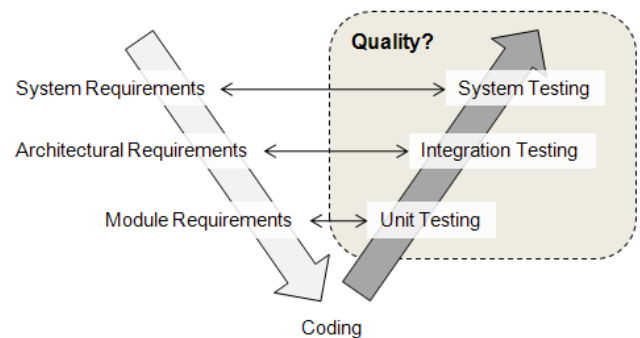 Quality?
System Requirements
System Testing
Architectural Requirements
Integration Testing
Module Requirements
Unit Testing
Coding